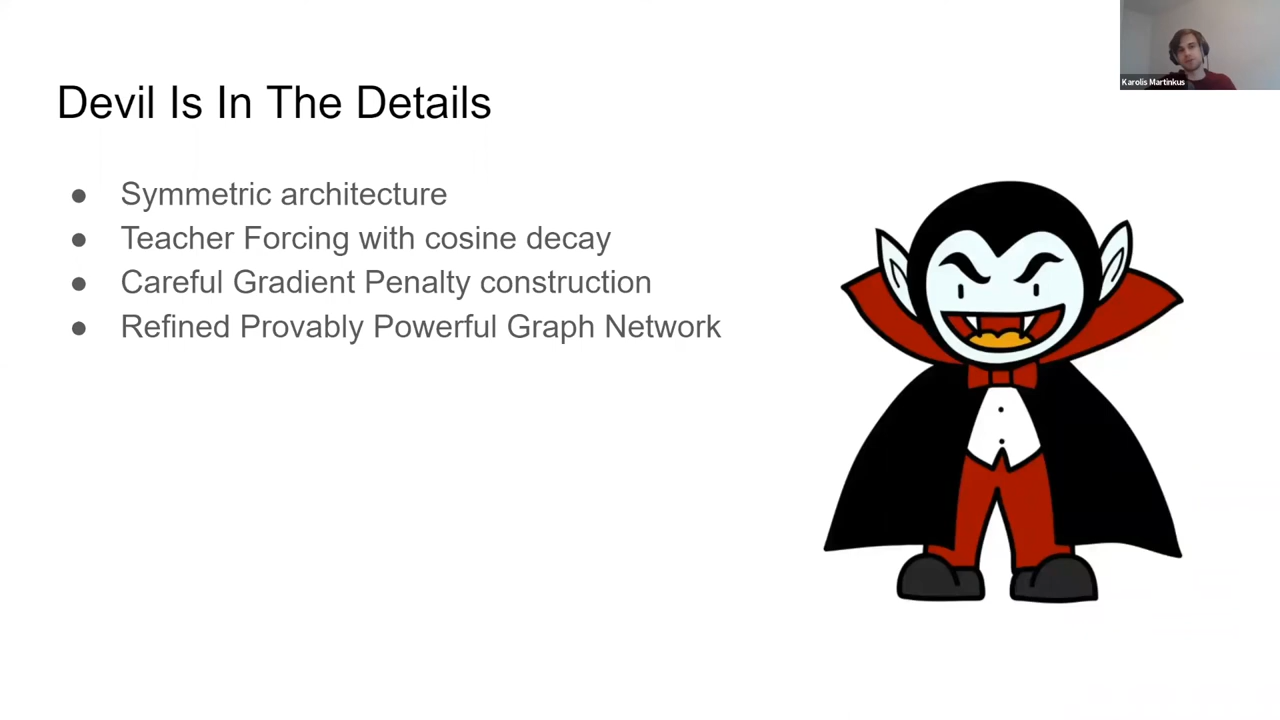 Devil Is In The Details
● Symmetric architecture
● Teacher Forcing with cosine decay
● Careful Gradient Penalty construction
● Refined Provably Powerful Graph Network
Karolis Martinkus